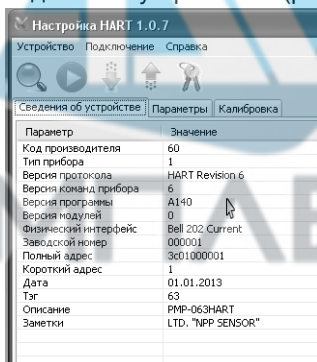 Настройка HART 1.0.7
Устройство Подключение Справка
Сведения об устройстве Параметры Калибровка
Параметр Значение
Код производителя 60
Тип прибора 1
Версия протокола HART Revision 6
Версия команд прибора 6
Версия программы A140
Версия модулей 0
Физический интерфейс Bell 202 Current
Заводской номер 000001
Полный адрес 3c01000001
Короткий адрес 1
Дата 01.01.2013
Тэг 63
Описание PMP-063HART
Заметки LTD. "NPP SENSOR"